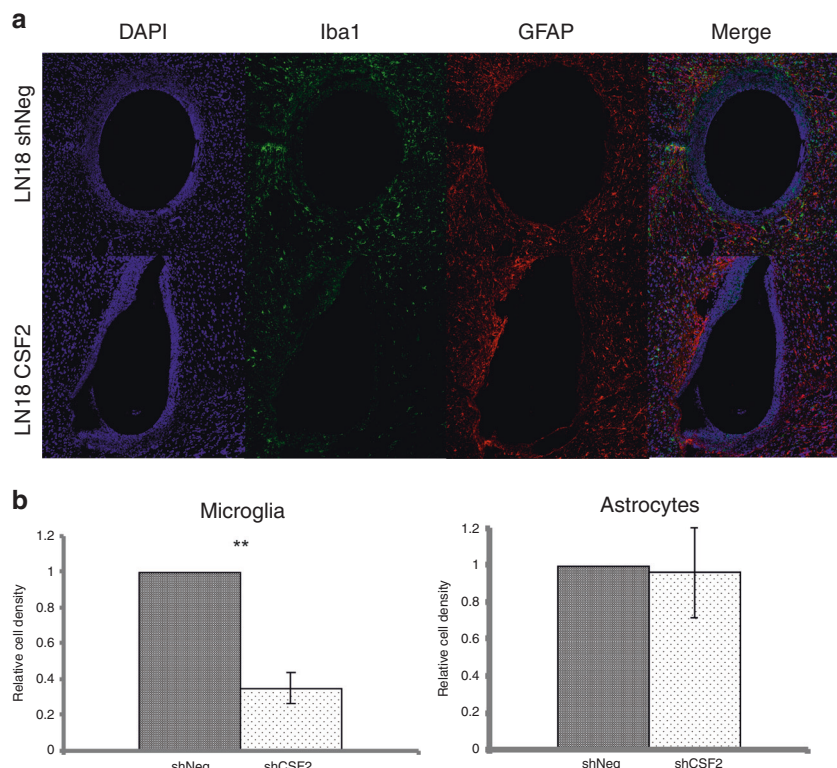 a
DAPI Iba1 GFAP Merge
LN18 shNeg
LN18 CSF2
b
Microglia
Relative cell density
1.2
1
0.8
0.6
0.4
0.2
0
**
shNeg shCSF2
Astrocytes
Relative cell density
1.2
1
0.8
0.6
0.4
0.2
0
shNeg shCSF2